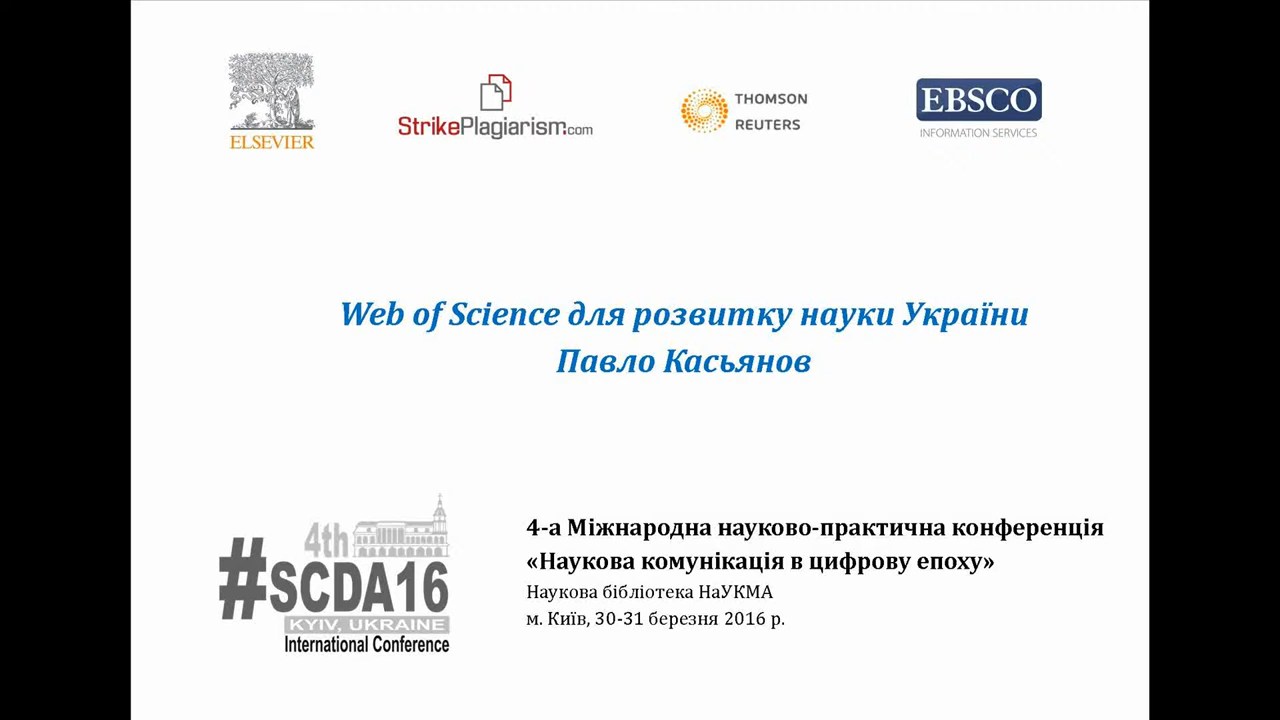 ELSEVIER
StrikePlagiarism.com
THOMSON
REUTERS
EBSCO
INFORMATION SERVICES
Web of Science для розвитку науки України
Павло Касьянов
4th
#SCDA16
KYIV, UKRAINE
International Conference
4-а Міжнародна науково-практична конференція
«Наукова комунікація в цифрову епоху»
Наукова бібліотека НаУКМА
м. Київ, 30-31 березня 2016 р.